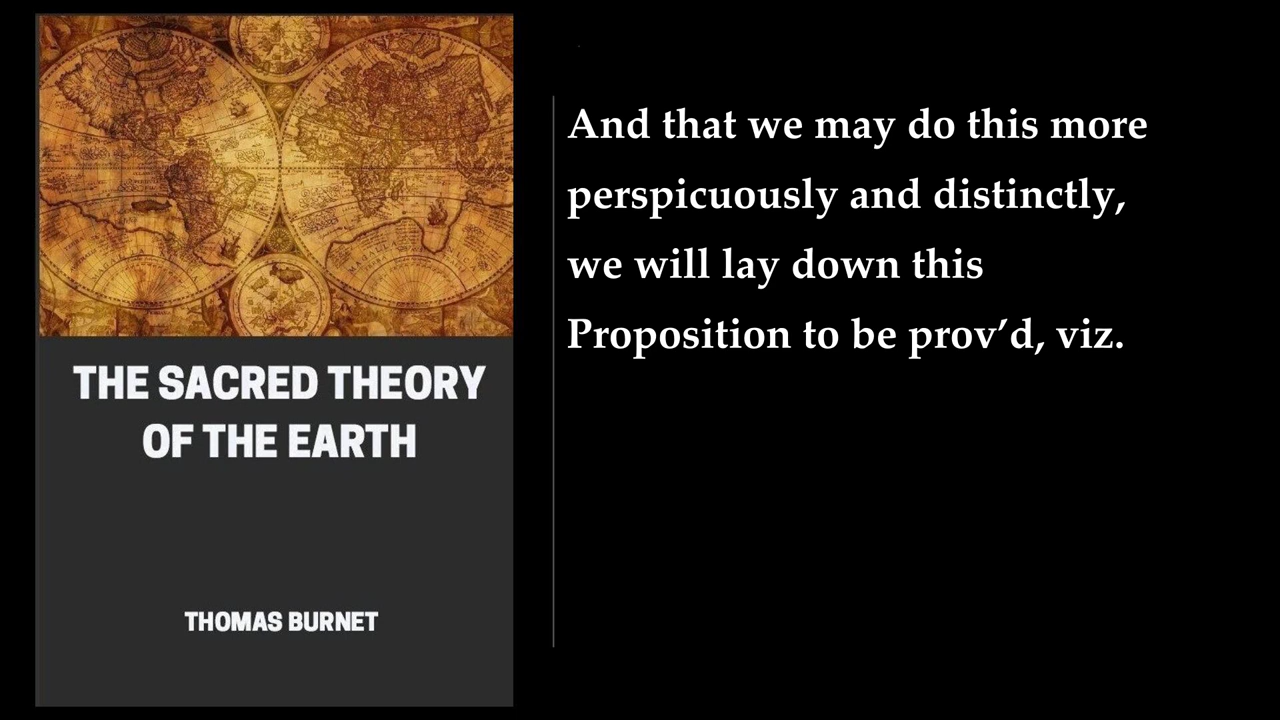 THE SACRED THEORY
OF THE EARTH
THOMAS BURNET
And that we may do this more
perspicuously and distinctly,
we will lay down this
Proposition to be prov’d, viz.